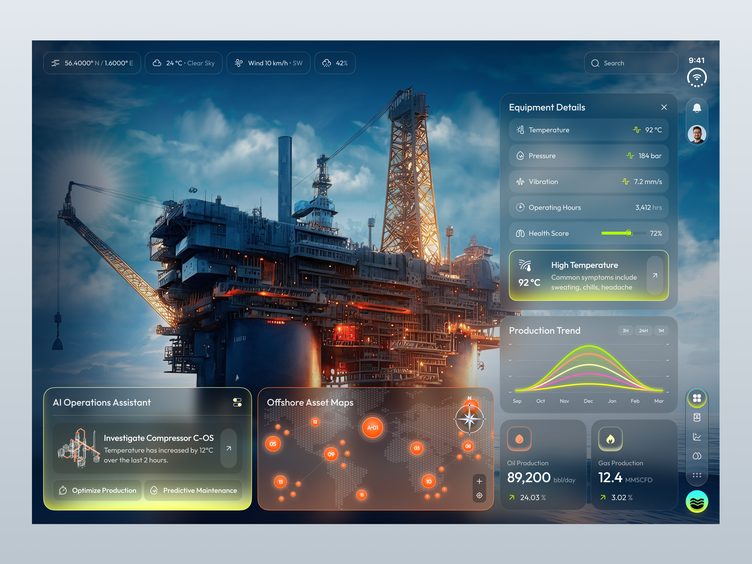 56.4000° N / 1.6000° E
24 °C • Clear Sky
Wind 10 km/h • SW
42%
Search
9:41
Equipment Details
Temperature
92 °C
Pressure
184 bar
Vibration
7.2 mm/s
Operating Hours
3,412 hrs
Health Score
72%
92 °C
High Temperature
Common symptoms include
sweating, chills, headache
Production Trend
24H
Sep Oct Nov Dec Jan Feb Mar
AI Operations Assistant
Investigate Compressor C-OS
Temperature has increased by 12°C
over the last 2 hours.
Optimize Production
Predictive Maintenance
Offshore Asset Maps
N
A-01
05
09
03
10
11
Oil Production
89,200 bbl/day
24.03 %
Gas Production
12.4 MMSCFD
3.02 %